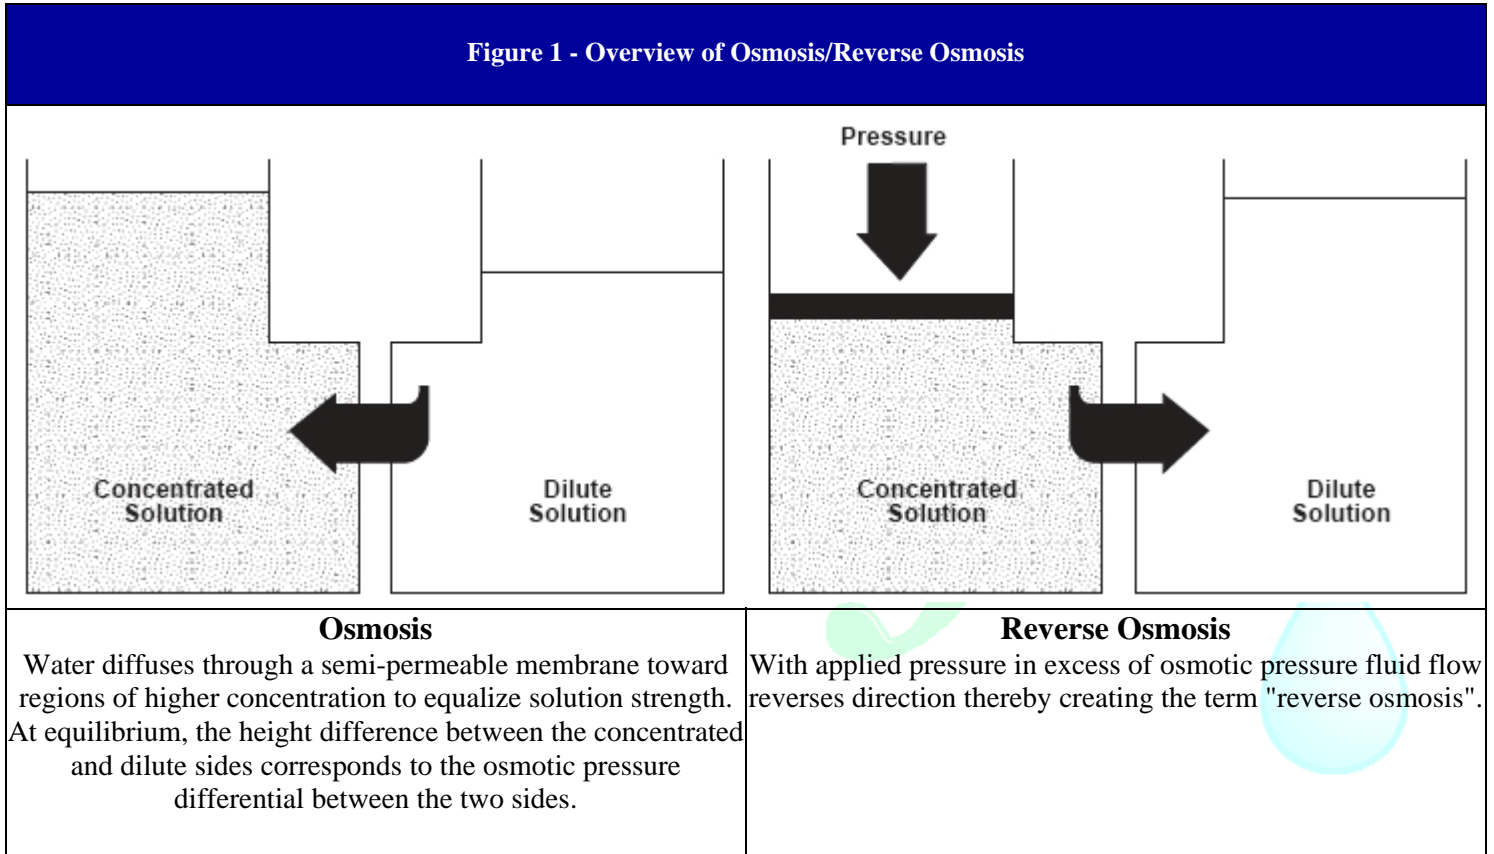 Figure 1 - Overview of Osmosis/Reverse Osmosis
Pressure
Concentrated
Solution
Dilute
Solution
Concentrated
Solution
Dilute
Solution
Osmosis
Water diffuses through a semi-permeable membrane toward
regions of higher concentration to equalize solution strength.
At equilibrium, the height difference between the concentrated
and dilute sides corresponds to the osmotic pressure
differential between the two sides.
Reverse Osmosis
With applied pressure in excess of osmotic pressure fluid flow
reverses direction thereby creating the term "reverse osmosis".